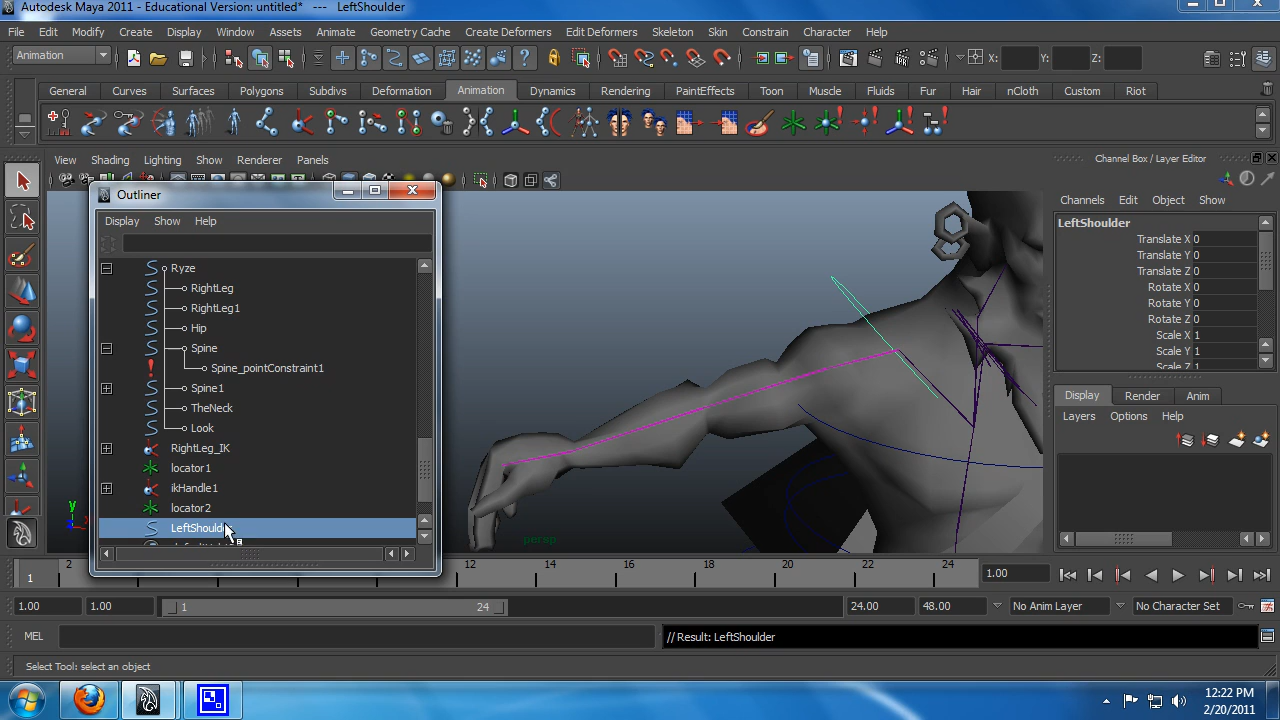 Autodesk Maya 2011 - Educational Version: untitled*   ---   LeftShoulder
File Edit Modify Create Display Window Assets Animate Geometry Cache Create Deformers Edit Deformers Skeleton Skin Constrain Character Help
Animation X: Y: Z:
General Curves Surfaces Polygons Subdivs Deformation Animation Dynamics Rendering PaintEffects Toon Muscle Fluids Fur Hair nCloth Custom Riot
View Shading Lighting Show Renderer Panels
Channel Box / Layer Editor
Outliner
Display Show Help
Ryze
RightLeg
RightLeg1
Hip
Spine
Spine_pointConstraint1
Spine1
TheNeck
Look
RightLeg_IK
locator1
ikHandle1
locator2
LeftShoulder
y
persp
Channels Edit Object Show
LeftShoulder
Translate X 0
Translate Y 0
Translate Z 0
Rotate X 0
Rotate Y 0
Rotate Z 0
Scale X 1
Scale Y 1
Scale Z 1
Display Render Anim
Layers Options Help
1 2 12 14 16 18 20 22 24 1.00
1.00 1.00 1 24 24.00 48.00 No Anim Layer No Character Set
MEL // Result: LeftShoulder
Select Tool: select an object
12:22 PM
2/20/2011